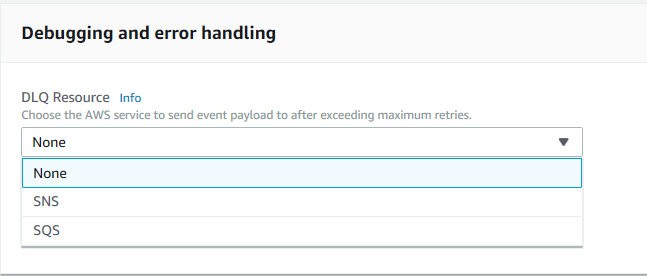 Debugging and error handling
DLQ Resource Info
Choose the AWS service to send event payload to after exceeding maximum retries.
None
None
SNS
SQS